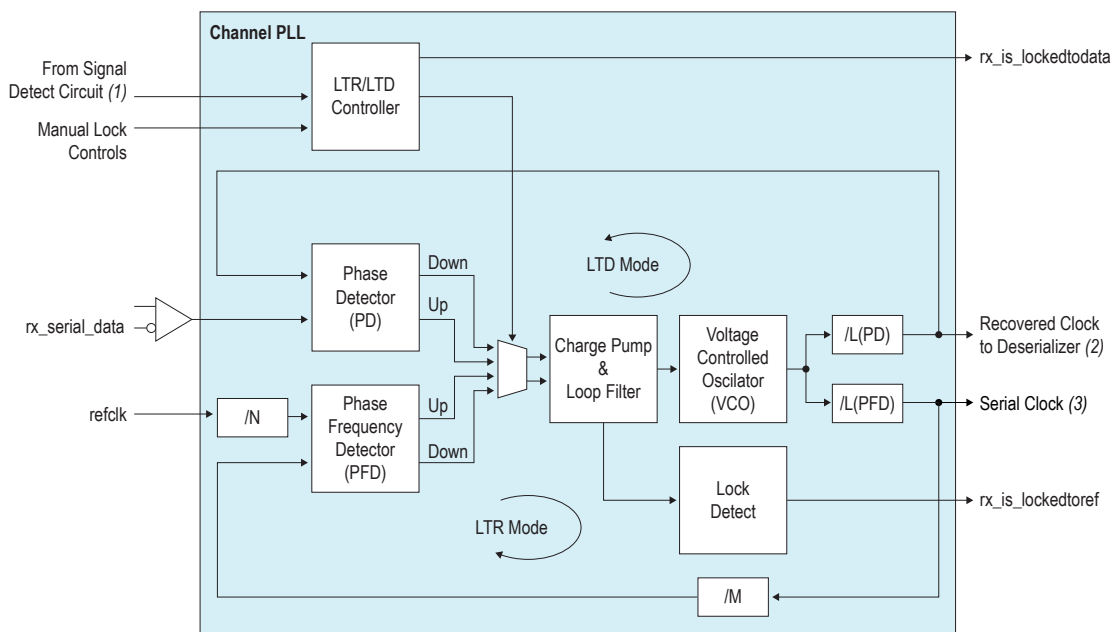 Channel PLL
From Signal
Detect Circuit (1)
Manual Lock
Controls
LTR/LTD
Controller
rx_is_lockedtodata
rx_serial_data
Phase
Detector
(PD)
Down
Up
LTD Mode
refclk
/N
Phase
Frequency
Detector
(PFD)
Up
Down
Charge Pump
&
Loop Filter
Voltage
Controlled
Oscilator
(VCO)
/L(PD)
/L(PFD)
Recovered Clock
to Deserializer (2)
Serial Clock (3)
LTR Mode
Lock
Detect
rx_is_lockedtoref
/M